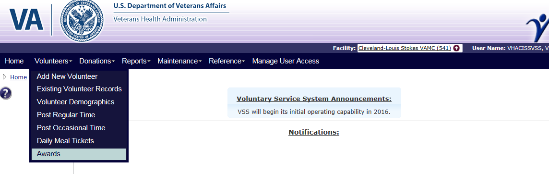 VA
U.S. Department of Veterans Affairs
Veterans Health Administration
Facility: Cleveland-Louis Stokes VAMC (541) User Name: VHACESSVSS, V
Home Volunteers Donations Reports Maintenance Reference Manage User Access
Home
Add New Volunteer
Existing Volunteer Records
Volunteer Demographics
Post Regular Time
Post Occasional Time
Daily Meal Tickets
Awards
Voluntary Service System Announcements:
VSS will begin its initial operating capability in 2016.
Notifications: